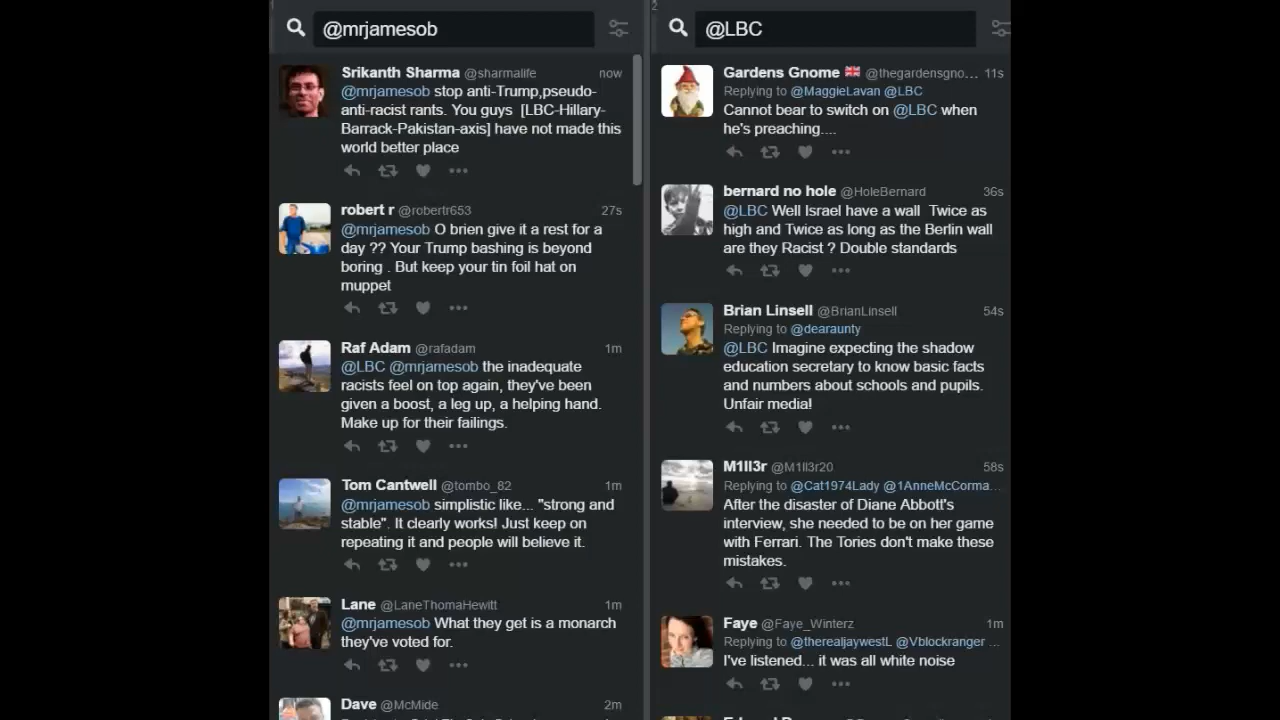 1
@mrjamesob
Srikanth Sharma @sharmalife now
@mrjamesob stop anti-Trump,pseudo-
anti-racist rants. You guys [LBC-Hillary-
Barrack-Pakistan-axis] have not made this
world better place
robert r @robertr653 27s
@mrjamesob O brien give it a rest for a
day ?? Your Trump bashing is beyond
boring . But keep your tin foil hat on
muppet
Raf Adam @rafadam 1m
@LBC @mrjamesob the inadequate
racists feel on top again, they've been
given a boost, a leg up, a helping hand.
Make up for their failings.
Tom Cantwell @tombo_82 1m
@mrjamesob simplistic like... "strong and
stable". It clearly works! Just keep on
repeating it and people will believe it.
Lane @LaneThomaHewitt 1m
@mrjamesob What they get is a monarch
they've voted for.
Dave @McMide 2m
2
@LBC
Gardens Gnome 🇬🇧 @thegardensgno... 11s
Replying to @MaggieLavan @LBC
Cannot bear to switch on @LBC when
he's preaching....
bernard no hole @HoleBernard 36s
@LBC Well Israel have a wall Twice as
high and Twice as long as the Berlin wall
are they Racist ? Double standards
Brian Linsell @BrianLinsell 54s
Replying to @dearaunty
@LBC Imagine expecting the shadow
education secretary to know basic facts
and numbers about schools and pupils.
Unfair media!
M1ll3r @M1ll3r20 58s
Replying to @Cat1974Lady @1AnneMcCorma...
After the disaster of Diane Abbott's
interview, she needed to be on her game
with Ferrari. The Tories don't make these
mistakes.
Faye @Faye_Winterz 1m
Replying to @therealjaywestL @Vblockranger ...
I've listened... it was all white noise